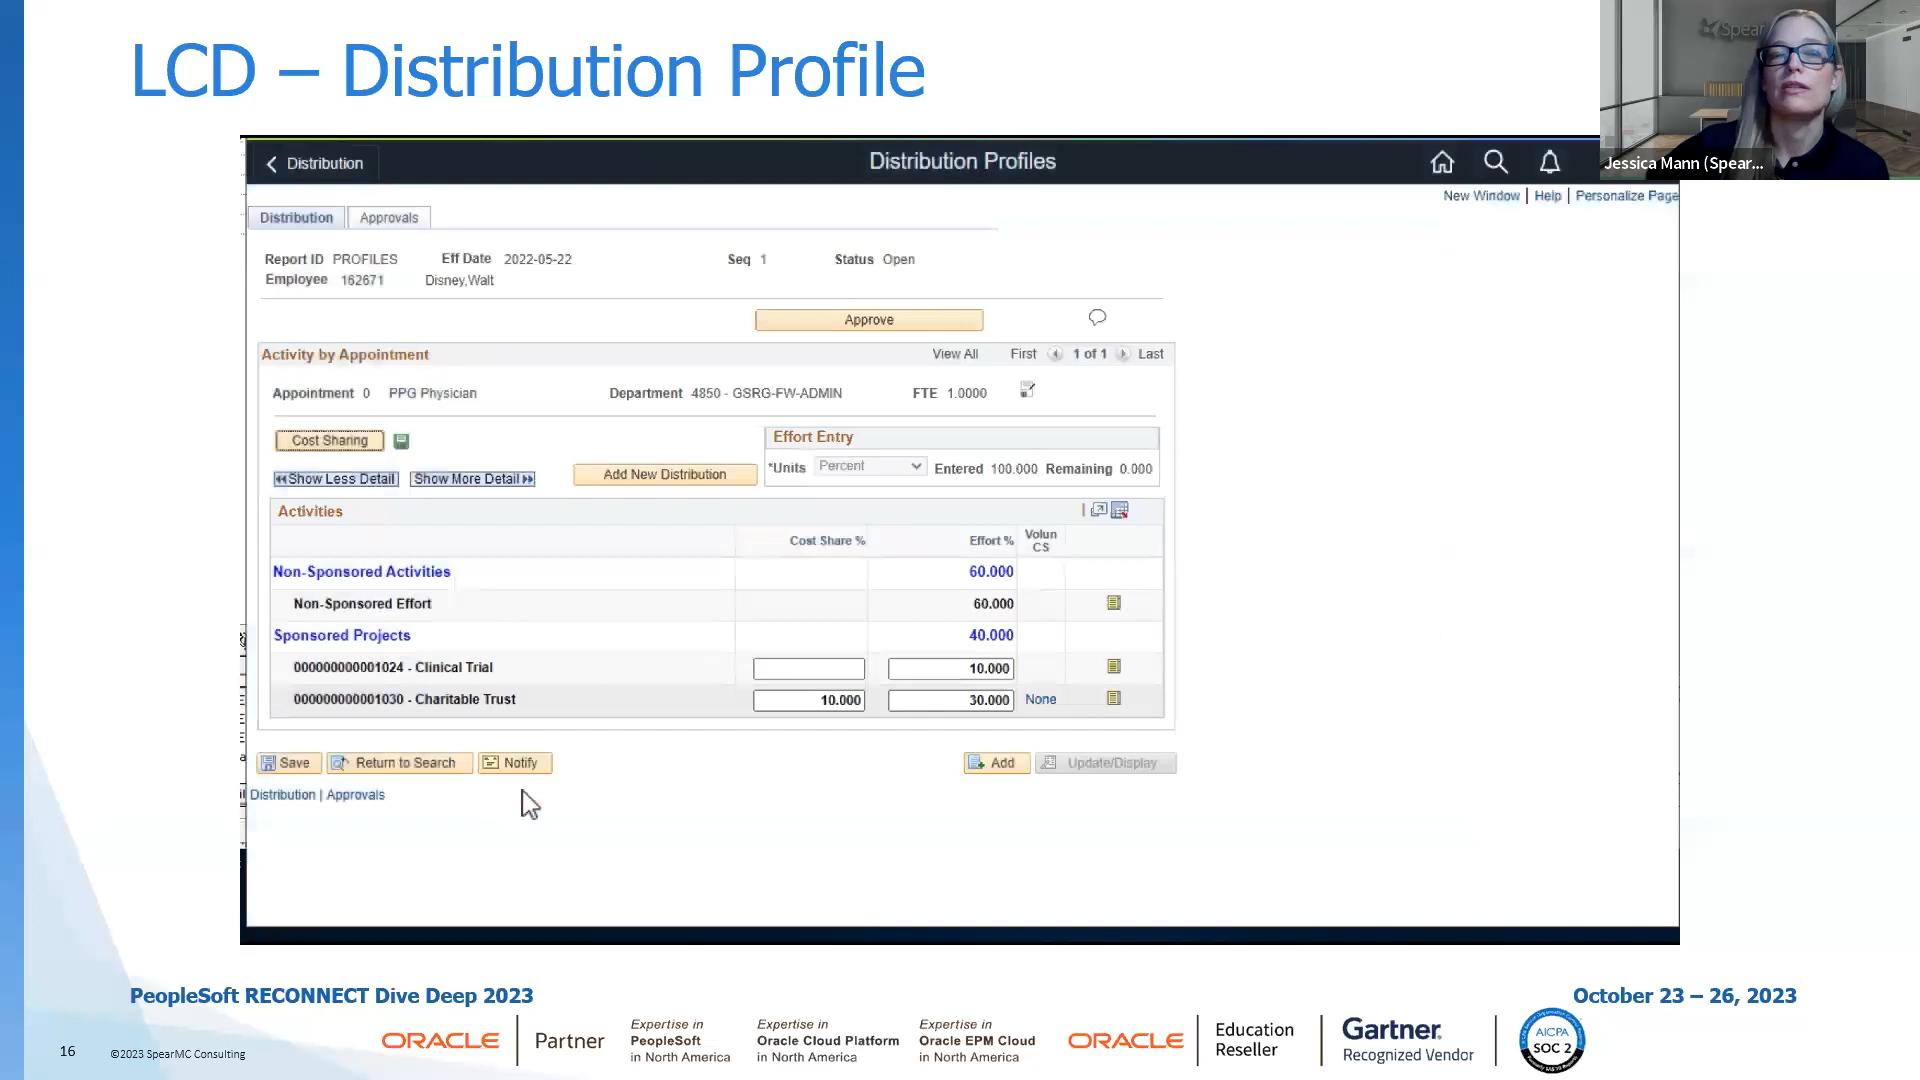 LCD – Distribution Profile
Spear
Jessica Mann (Spear...
Distribution
Distribution Profiles
New Window | Help | Personalize Page
Distribution
Approvals
Report ID PROFILES Eff Date 2022-05-22 Seq 1 Status Open
Employee 162671 Disney,Walt
Approve
Activity by Appointment View All First 1 of 1 Last
Appointment 0 PPG Physician Department 4850 - GSRG-FW-ADMIN FTE 1.0000
Cost Sharing
Effort Entry
*Units Percent Entered 100.000 Remaining 0.000
Show Less Detail Show More Detail Add New Distribution
Activities
Cost Share % Effort % Volun CS
Non-Sponsored Activities 60.000
Non-Sponsored Effort 60.000
Sponsored Projects 40.000
000000000001024 - Clinical Trial 10.000
000000000001030 - Charitable Trust 10.000 30.000 None
Save Return to Search Notify Add Update/Display
Distribution | Approvals
PeopleSoft RECONNECT Dive Deep 2023
October 23 – 26, 2023
16
©2023 SpearMC Consulting
ORACLE
Partner
Expertise in
PeopleSoft
in North America
Expertise in
Oracle Cloud Platform
in North America
Expertise in
Oracle EPM Cloud
in North America
ORACLE
Education
Reseller
Gartner.
Recognized Vendor
AICPA
SOC 2